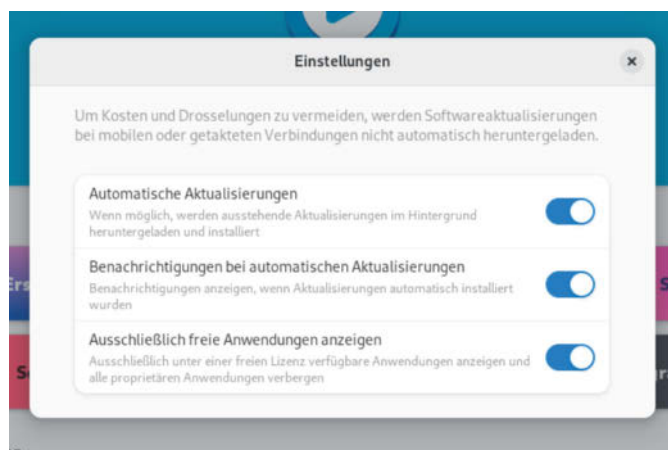 Einstellungen
Um Kosten und Drosselungen zu vermeiden, werden Softwareaktualisierungen
bei mobilen oder getakteten Verbindungen nicht automatisch heruntergeladen.
Automatische Aktualisierungen
Wenn möglich, werden ausstehende Aktualisierungen im Hintergrund
heruntergeladen und installiert
Benachrichtigungen bei automatischen Aktualisierungen
Benachrichtigungen anzeigen, wenn Aktualisierungen automatisch installiert
wurden
Ausschließlich freie Anwendungen anzeigen
Ausschließlich unter einer freien Lizenz verfügbare Anwendungen anzeigen und
alle proprietären Anwendungen verbergen